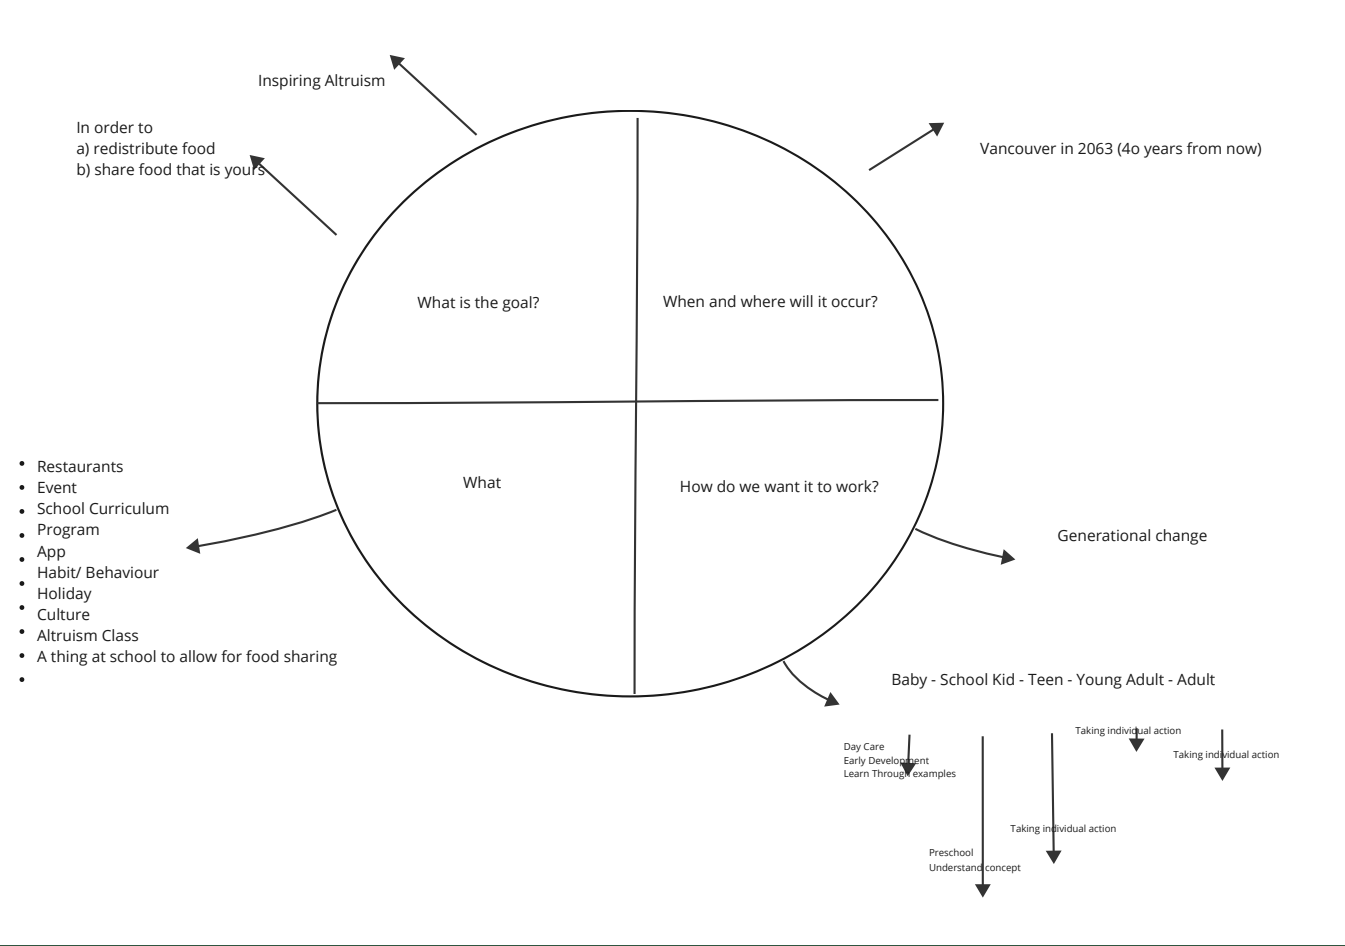 Inspiring Altruism
In order to
a) redistribute food
b) share food that is yours
Vancouver in 2063 (4o years from now)
What is the goal?
When and where will it occur?
What
How do we want it to work?
• Restaurants
• Event
• School Curriculum
• Program
• App
• Habit/ Behaviour
• Holiday
• Culture
• Altruism Class
• A thing at school to allow for food sharing
Generational change
Baby - School Kid - Teen - Young Adult - Adult
Day Care
Early Development
Learn Through examples
Preschool
Understand concept
Taking individual action
Taking individual action
Taking individual action